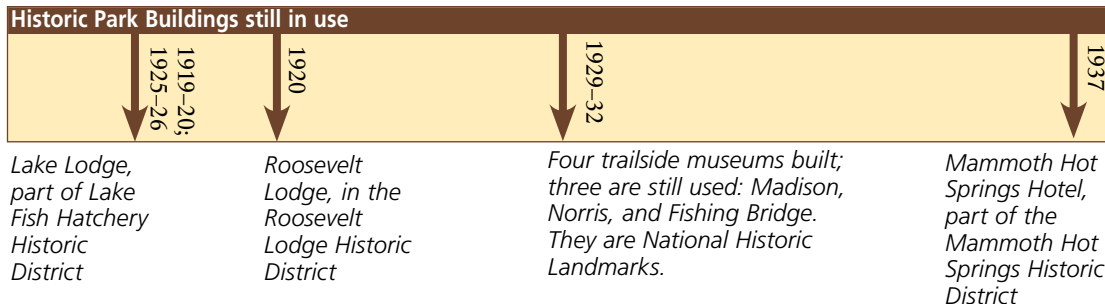 Historic Park Buildings still in use
1919–20;
1925–26
1920
1929–32
1937
Lake Lodge,
part of Lake
Fish Hatchery
Historic
District
Roosevelt
Lodge, in the
Roosevelt
Lodge Historic
District
Four trailside museums built;
three are still used: Madison,
Norris, and Fishing Bridge.
They are National Historic
Landmarks.
Mammoth Hot
Springs Hotel,
part of the
Mammoth Hot
Springs Historic
District